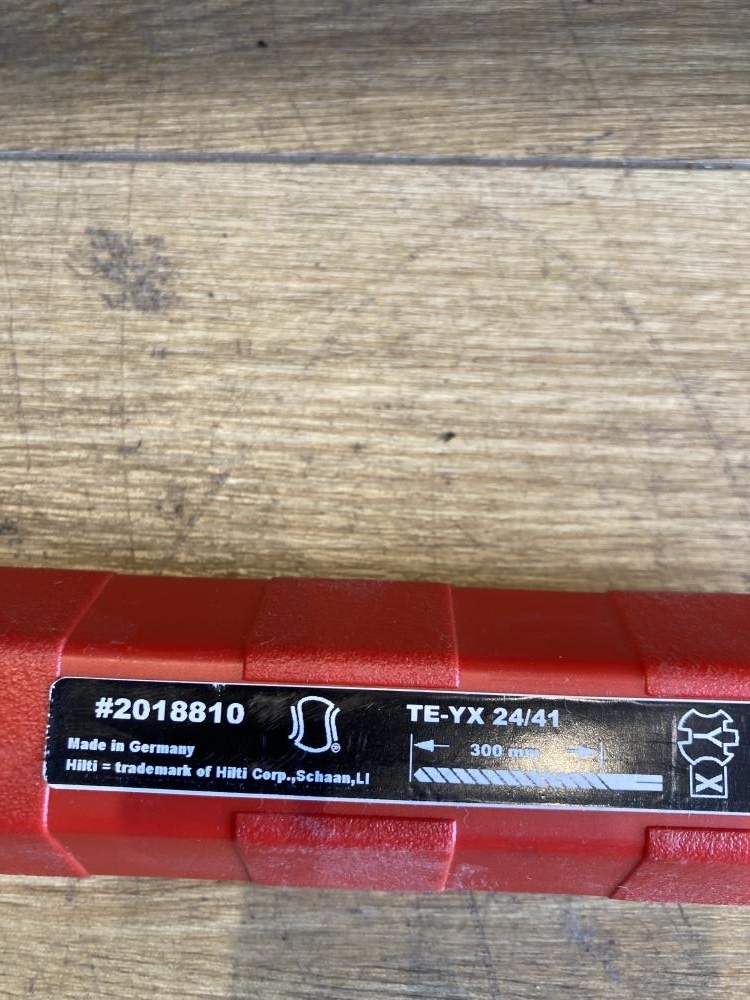 #2018810
Made in Germany
Hilti = trademark of Hilti Corp.,Schaan,LI
®
TE-YX 24/41
300 mm
Y
X